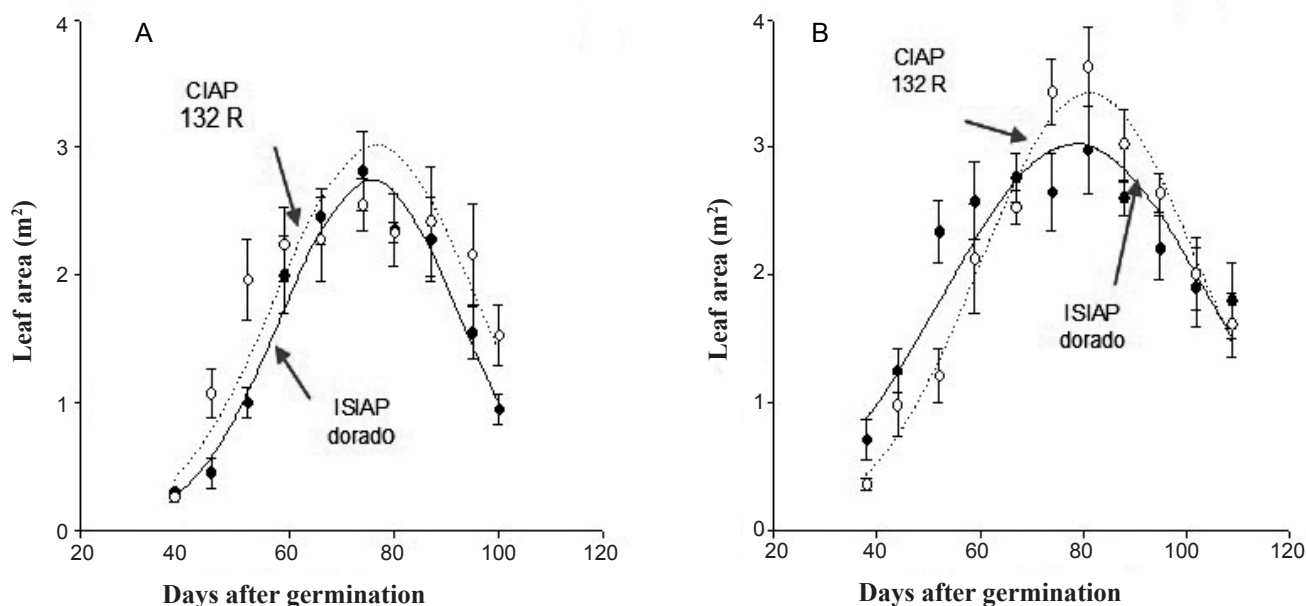 A
4
3
2
1
0
Leaf area (m²)
CIAP
132 R
ISIAP
dorado
20
40
60
80
100
120
Days after germination
B
4
3
2
1
0
Leaf area (m²)
CIAP
132 R
ISIAP
dorado
20
40
60
80
100
120
Days after germination